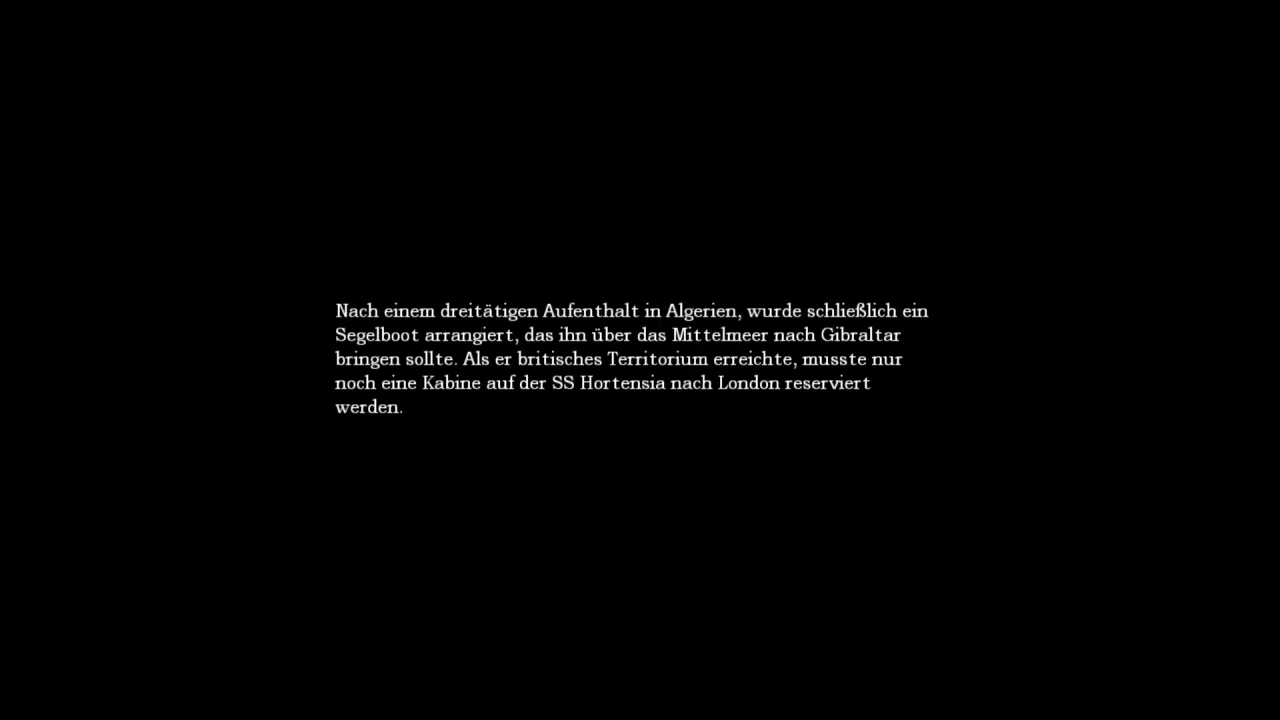 Nach einem dreitätigen Aufenthalt in Algerien, wurde schließlich ein
Segelboot arrangiert, das ihn über das Mittelmeer nach Gibraltar
bringen sollte. Als er britisches Territorium erreichte, musste nur
noch eine Kabine auf der SS Hortensia nach London reserviert
werden.